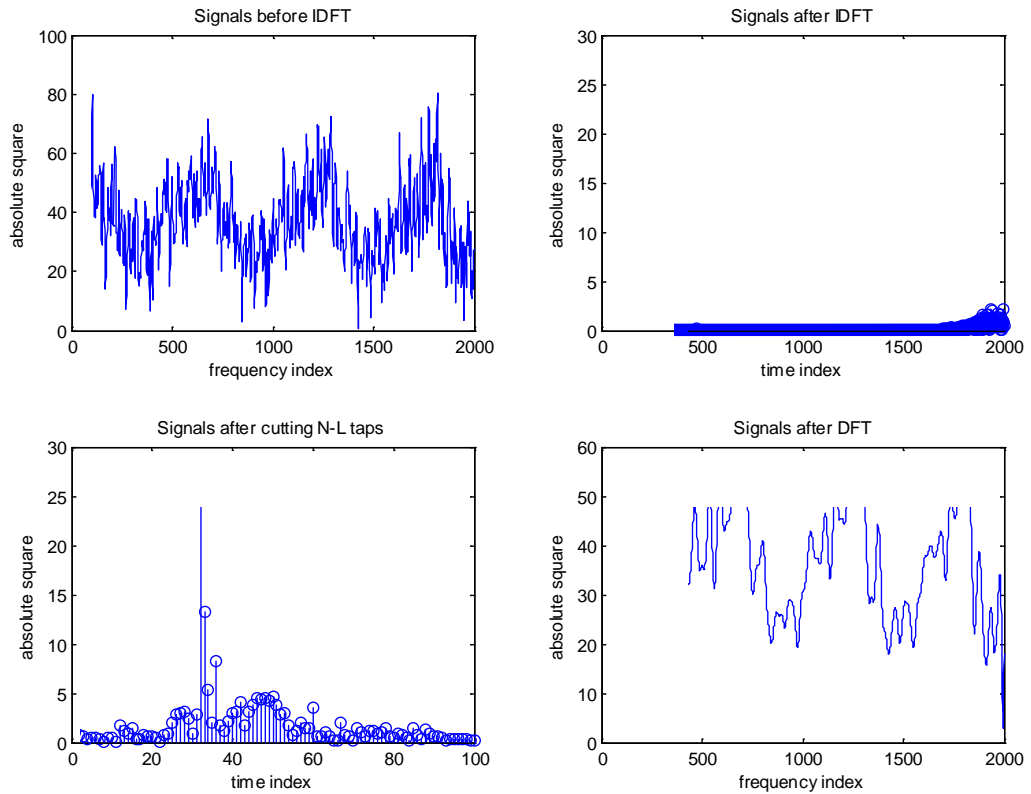 Signals before IDFT
100
80
60
40
20
0
absolute square
0 500 1000 1500 2000
frequency index
Signals after IDFT
30
25
20
15
10
5
0
absolute square
0 500 1000 1500 2000
time index
Signals after cutting N-L taps
30
25
20
15
10
5
0
absolute square
0 20 40 60 80 100
time index
Signals after DFT
60
50
40
30
20
10
0
absolute square
0 500 1000 1500 2000
frequency index